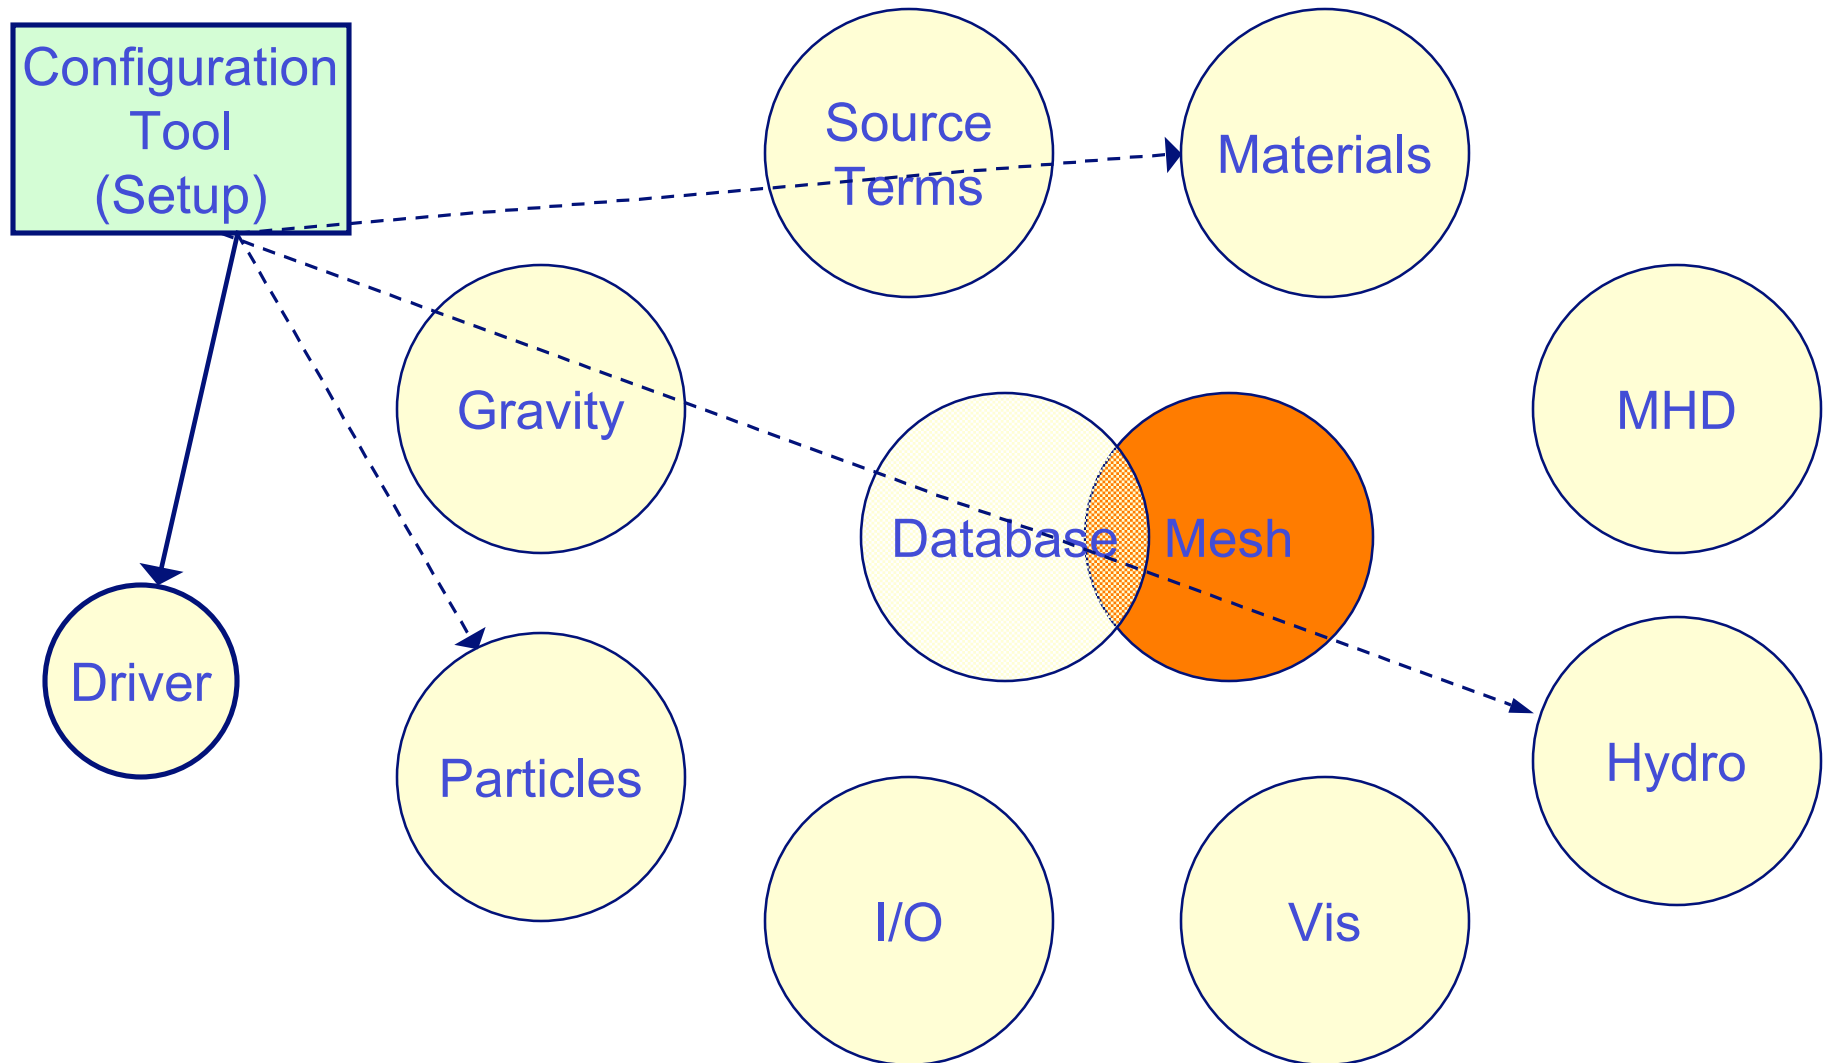 Configuration
Tool
(Setup)
Source
Terms
Materials
Gravity
MHD
Database
Mesh
Driver
Particles
Hydro
I/O
Vis